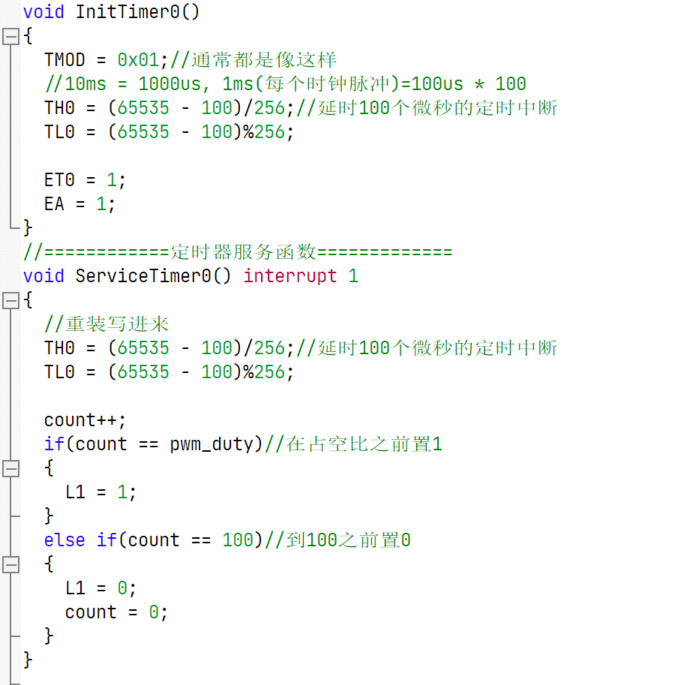 void InitTimer0()
{
  TMOD = 0x01;//通常都是像这样
  //10ms = 1000us, 1ms(每个时钟脉冲)=100us * 100
  TH0 = (65535 - 100)/256;//延时100个微秒的定时中断
  TL0 = (65535 - 100)%256;

  ET0 = 1;
  EA = 1;
}
//============定时器服务函数=============
void ServiceTimer0() interrupt 1
{
  //重装写进来
  TH0 = (65535 - 100)/256;//延时100个微秒的定时中断
  TL0 = (65535 - 100)%256;

  count++;
  if(count == pwm_duty)//在占空比之前置1
  {
    L1 = 1;
  }
  else if(count == 100)//到100之前置0
  {
    L1 = 0;
    count = 0;
  }
}